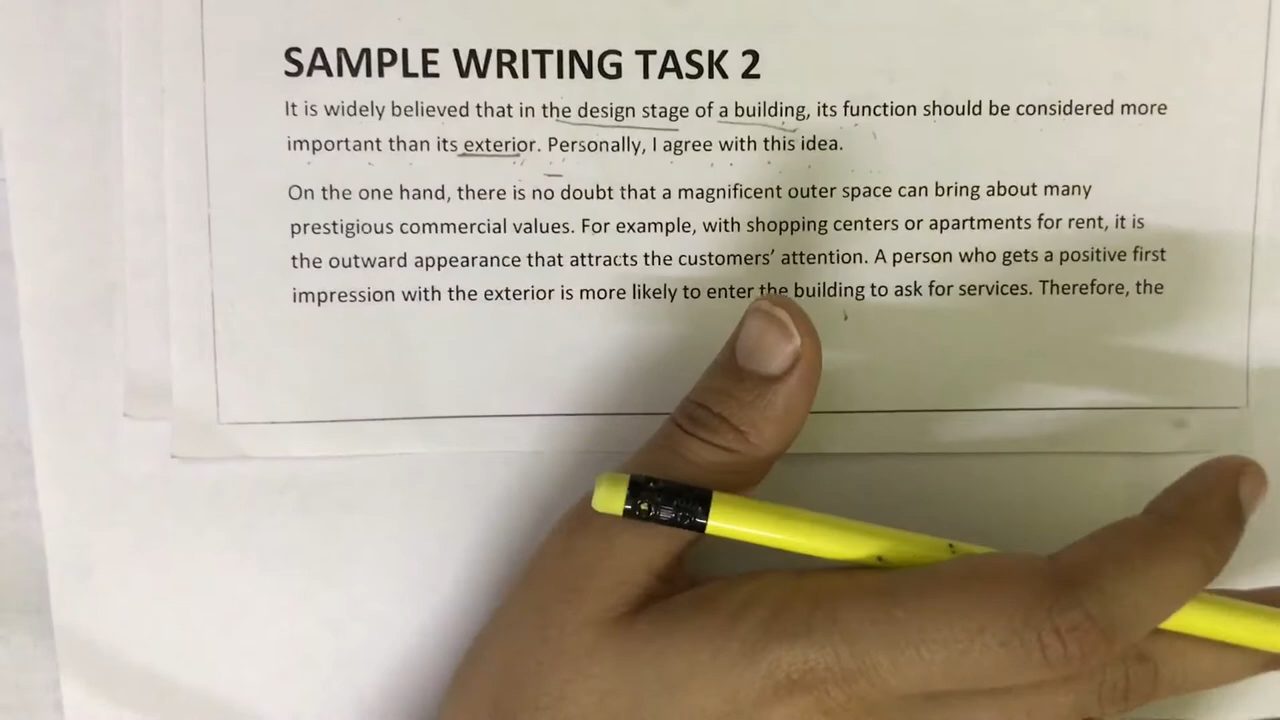 SAMPLE WRITING TASK 2
It is widely believed that in the design stage of a building, its function should be considered more
important than its exterior. Personally, I agree with this idea.
On the one hand, there is no doubt that a magnificent outer space can bring about many
prestigious commercial values. For example, with shopping centers or apartments for rent, it is
the outward appearance that attracts the customers’ attention. A person who gets a positive first
impression with the exterior is more likely to enter the building to ask for services. Therefore, the